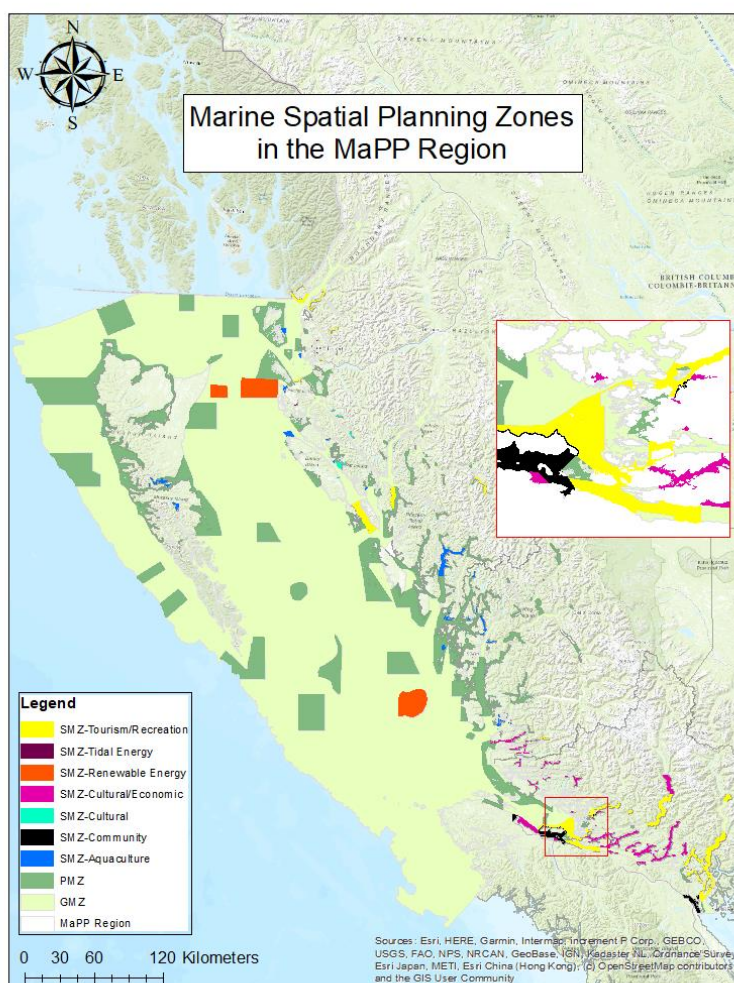 N
W E
S
Marine Spatial Planning Zones
in the MaPP Region
BRITISH COLUM
COLOMBIE-BRITAN
Legend
SMZ-Tourism/Recreation
SMZ-Tidal Energy
SMZ-Renewable Energy
SMZ-Cultural/Economic
SMZ-Cultural
SMZ-Community
SMZ-Aquaculture
PMZ
GMZ
MaPP Region
0 30 60 120 Kilometers
Sources: Esri, HERE, Garmin, Intermap, increment P Corp., GEBCO,
USGS, FAO, NPS, NRCAN, GeoBase, IGN, Kadaster NL, Ordnance Survey,
Esri Japan, METI, Esri China (Hong Kong), (c) OpenStreetMap contributors,
and the GIS User Community